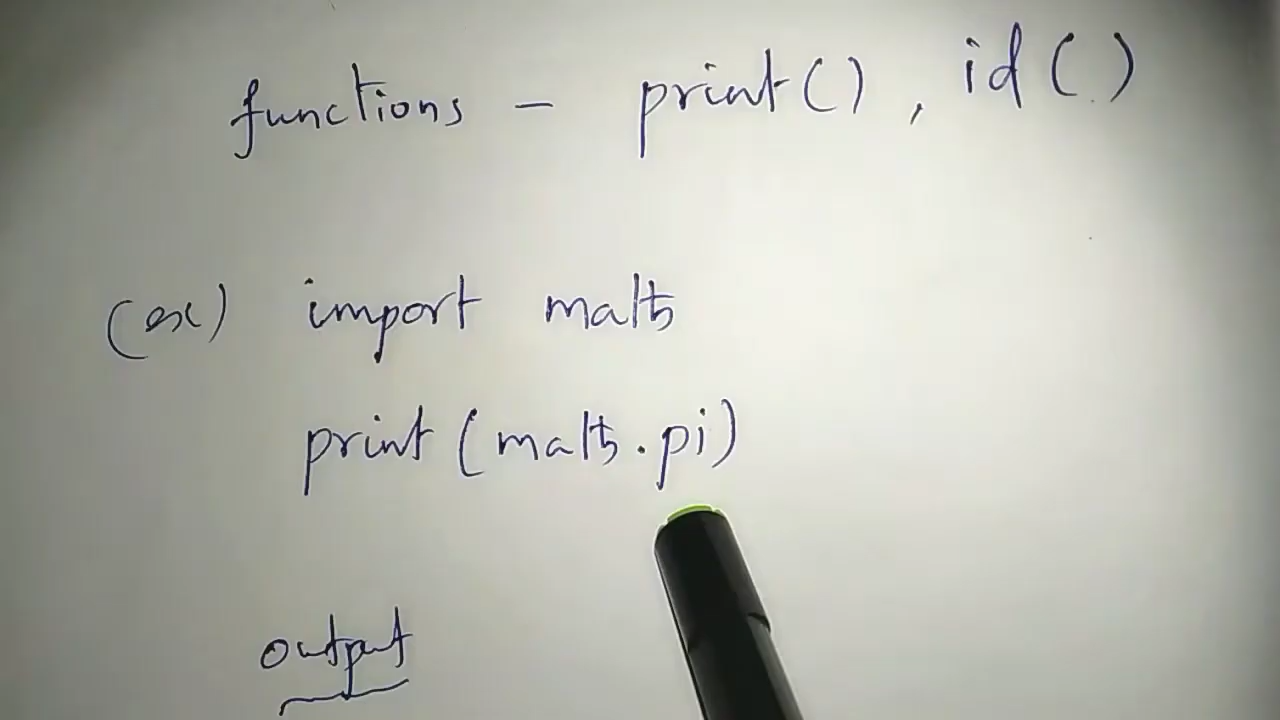 functions - print(), id()
(ex) import math
print(math.pi)
output